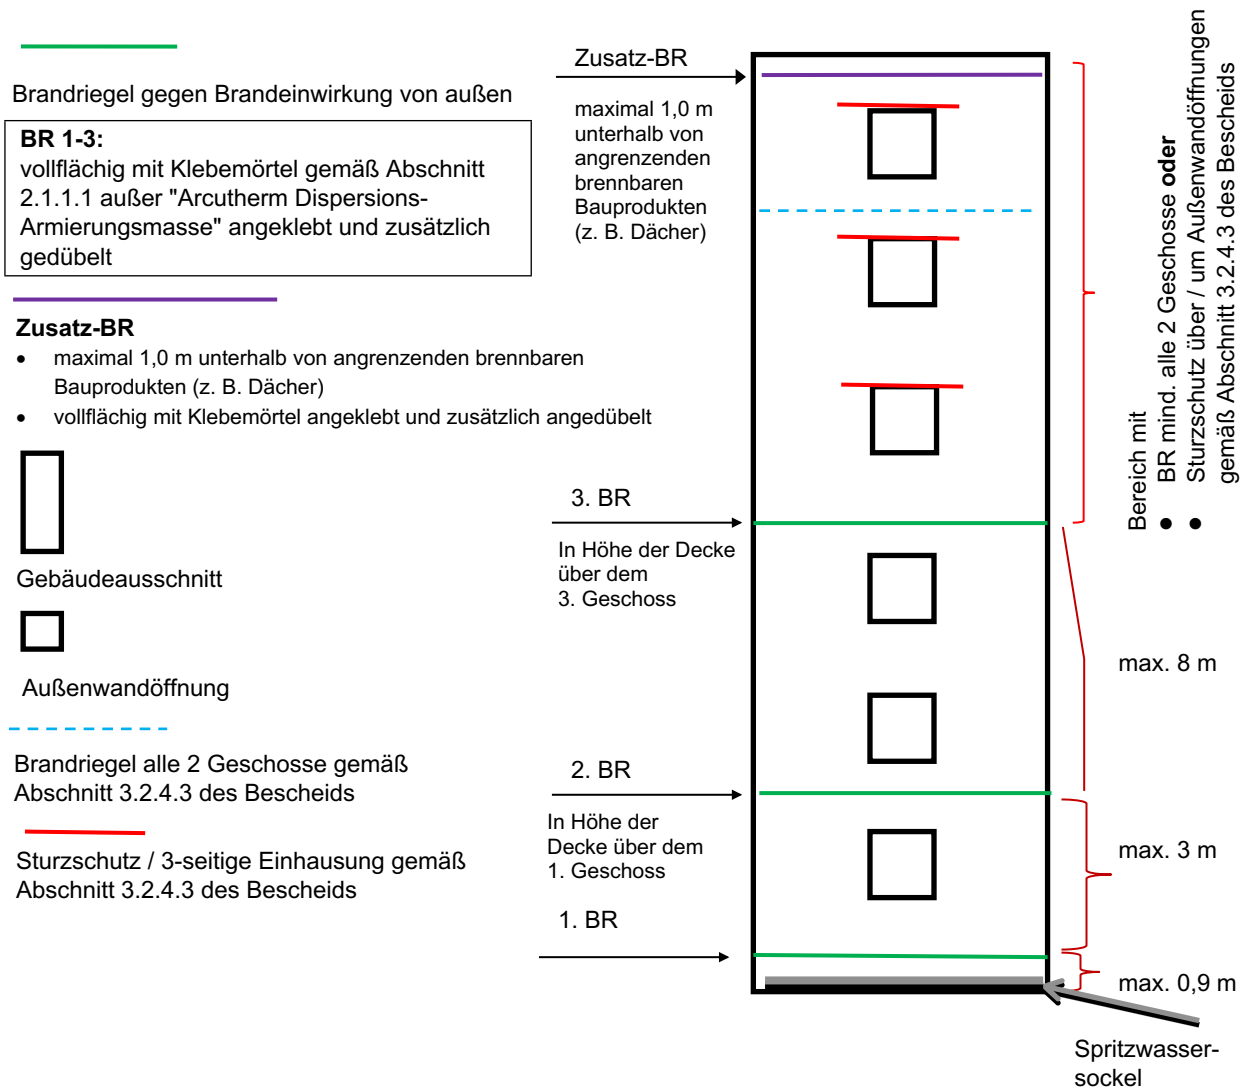 Brandriegel gegen Brandeinwirkung von außen
BR 1-3:
vollflächig mit Klebemörtel gemäß Abschnitt
2.1.1.1 außer "Arcutherm Dispersions-
Armierungsmasse" angeklebt und zusätzlich
gedübelt
Zusatz-BR
• maximal 1,0 m unterhalb von angrenzenden brennbaren
Bauprodukten (z. B. Dächer)
• vollflächig mit Klebemörtel angeklebt und zusätzlich angedübelt
Gebäudeausschnitt
Außenwandöffnung
Brandriegel alle 2 Geschosse gemäß
Abschnitt 3.2.4.3 des Bescheids
Sturzschutz / 3-seitige Einhausung gemäß
Abschnitt 3.2.4.3 des Bescheids
Zusatz-BR
maximal 1,0 m
unterhalb von
angrenzenden
brennbaren
Bauprodukten
(z. B. Dächer)
3. BR
In Höhe der Decke
über dem
3. Geschoss
2. BR
In Höhe der
Decke über dem
1. Geschoss
1. BR
Bereich mit
• BR mind. alle 2 Geschosse oder
• Sturzschutz über / um Außenwandöffnungen
gemäß Abschnitt 3.2.4.3 des Bescheids
max. 8 m
max. 3 m
max. 0,9 m
Spritzwasser-
sockel